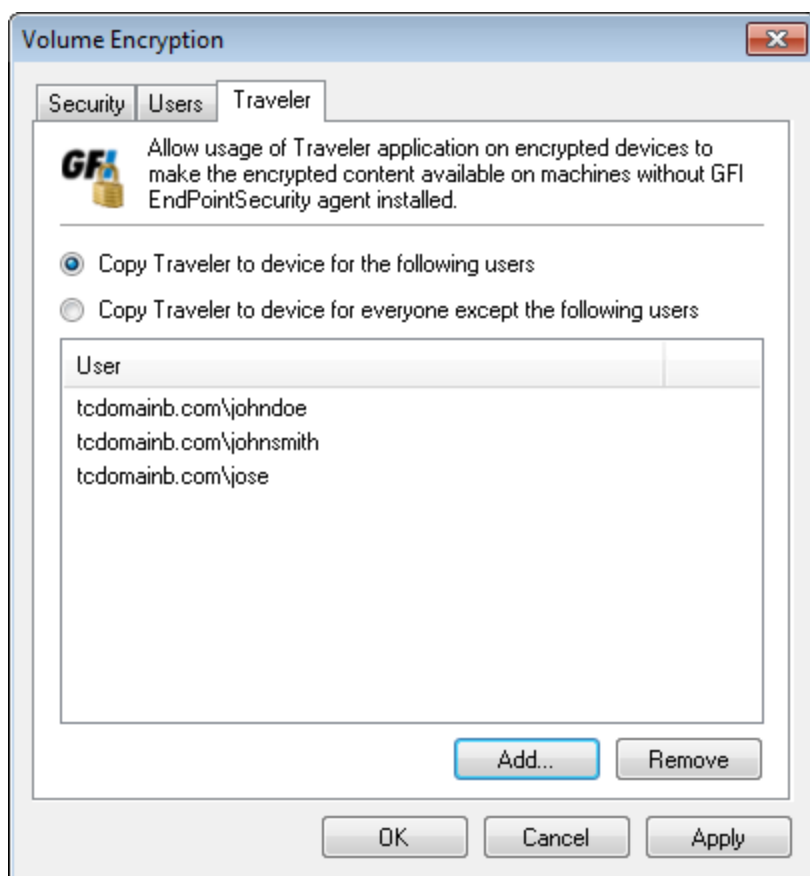 Volume Encryption
Security Users Traveler
GFI
Allow usage of Traveler application on encrypted devices to
make the encrypted content available on machines without GFI
EndPointSecurity agent installed.
Copy Traveler to device for the following users
Copy Traveler to device for everyone except the following users
User
tcdomainb.com\johndoe
tcdomainb.com\johnsmith
tcdomainb.com\jose
Add... Remove
OK Cancel Apply